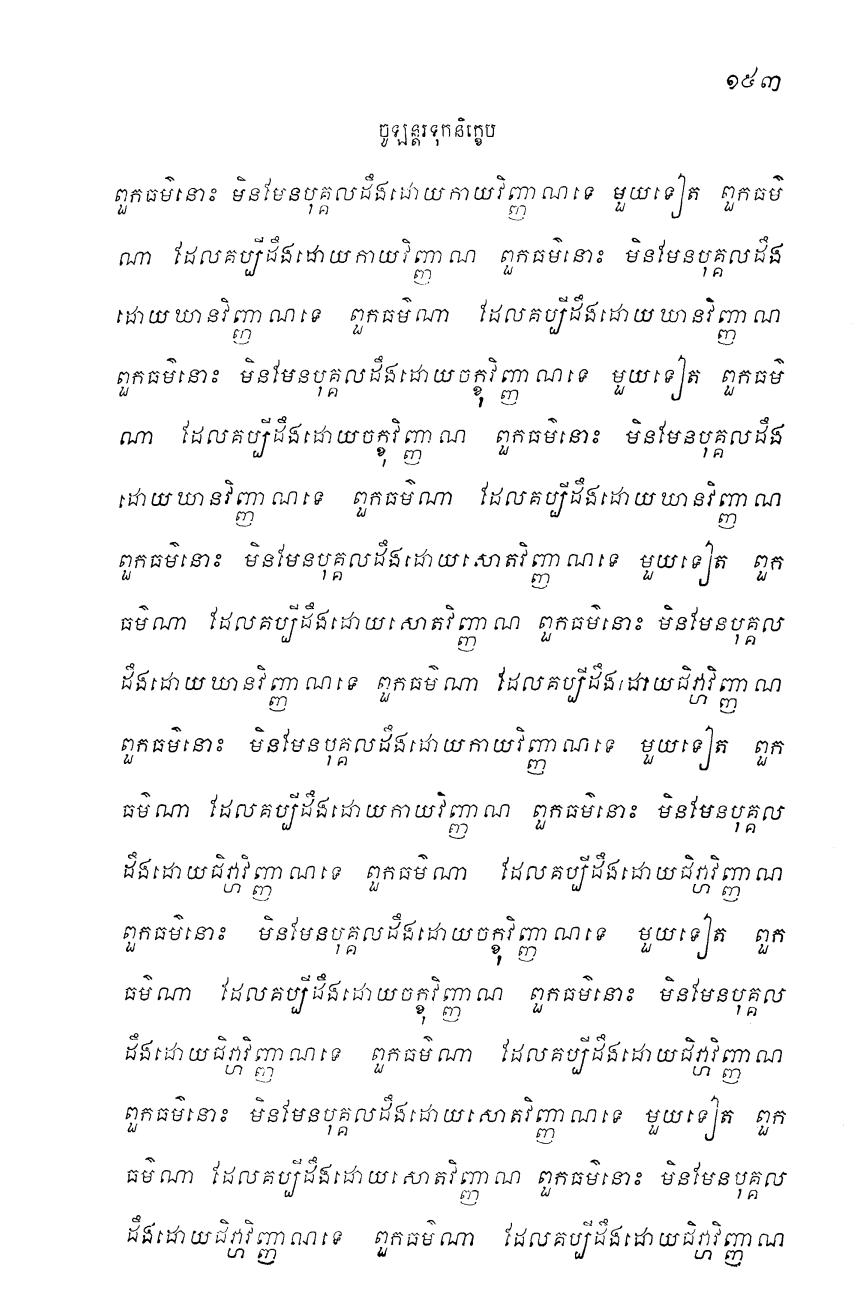 ១៥៣
ចូឡន្តរទុកនិក្ខេប
ពួកធម៌នោះ មិនមែនបុគ្គលដឹងដោយកាយវិញ្ញាណទេ មួយទៀត ពួកធម៌
ណា ដែលគប្បីដឹងដោយកាយវិញ្ញាណ ពួកធម៌នោះ មិនមែនបុគ្គលដឹង
ដោយឃានវិញ្ញាណទេ ពួកធម៌ណា ដែលគប្បីដឹងដោយឃានវិញ្ញាណ
ពួកធម៌នោះ មិនមែនបុគ្គលដឹងដោយចក្ខុវិញ្ញាណទេ មួយទៀត ពួកធម៌
ណា ដែលគប្បីដឹងដោយចក្ខុវិញ្ញាណ ពួកធម៌នោះ មិនមែនបុគ្គលដឹង
ដោយឃានវិញ្ញាណទេ ពួកធម៌ណា ដែលគប្បីដឹងដោយឃានវិញ្ញាណ
ពួកធម៌នោះ មិនមែនបុគ្គលដឹងដោយសោតវិញ្ញាណទេ មួយទៀត ពួក
ធម៌ណា ដែលគប្បីដឹងដោយសោតវិញ្ញាណ ពួកធម៌នោះ មិនមែនបុគ្គល
ដឹងដោយឃានវិញ្ញាណទេ ពួកធម៌ណា ដែលគប្បីដឹងដោយជិវ្ហាវិញ្ញាណ
ពួកធម៌នោះ មិនមែនបុគ្គលដឹងដោយកាយវិញ្ញាណទេ មួយទៀត ពួក
ធម៌ណា ដែលគប្បីដឹងដោយកាយវិញ្ញាណ ពួកធម៌នោះ មិនមែនបុគ្គល
ដឹងដោយជិវ្ហាវិញ្ញាណទេ ពួកធម៌ណា ដែលគប្បីដឹងដោយជិវ្ហាវិញ្ញាណ
ពួកធម៌នោះ មិនមែនបុគ្គលដឹងដោយចក្ខុវិញ្ញាណទេ មួយទៀត ពួក
ធម៌ណា ដែលគប្បីដឹងដោយចក្ខុវិញ្ញាណ ពួកធម៌នោះ មិនមែនបុគ្គល
ដឹងដោយជិវ្ហាវិញ្ញាណទេ ពួកធម៌ណា ដែលគប្បីដឹងដោយជិវ្ហាវិញ្ញាណ
ពួកធម៌នោះ មិនមែនបុគ្គលដឹងដោយសោតវិញ្ញាណទេ មួយទៀត ពួក
ធម៌ណា ដែលគប្បីដឹងដោយសោតវិញ្ញាណ ពួកធម៌នោះ មិនមែនបុគ្គល
ដឹងដោយជិវ្ហាវិញ្ញាណទេ ពួកធម៌ណា ដែលគប្បីដឹងដោយជិវ្ហាវិញ្ញាណ